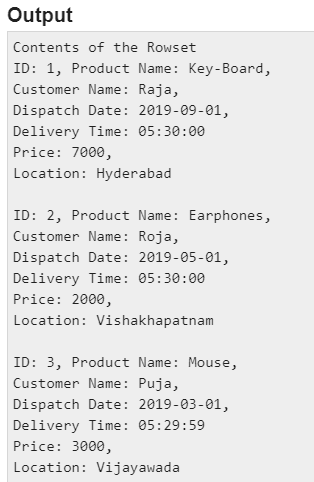 Output
Contents of the Rowset
ID: 1, Product Name: Key-Board,
Customer Name: Raja,
Dispatch Date: 2019-09-01,
Delivery Time: 05:30:00
Price: 7000,
Location: Hyderabad
ID: 2, Product Name: Earphones,
Customer Name: Roja,
Dispatch Date: 2019-05-01,
Delivery Time: 05:30:00
Price: 2000,
Location: Vishakhapatnam
ID: 3, Product Name: Mouse,
Customer Name: Puja,
Dispatch Date: 2019-03-01,
Delivery Time: 05:29:59
Price: 3000,
Location: Vijayawada